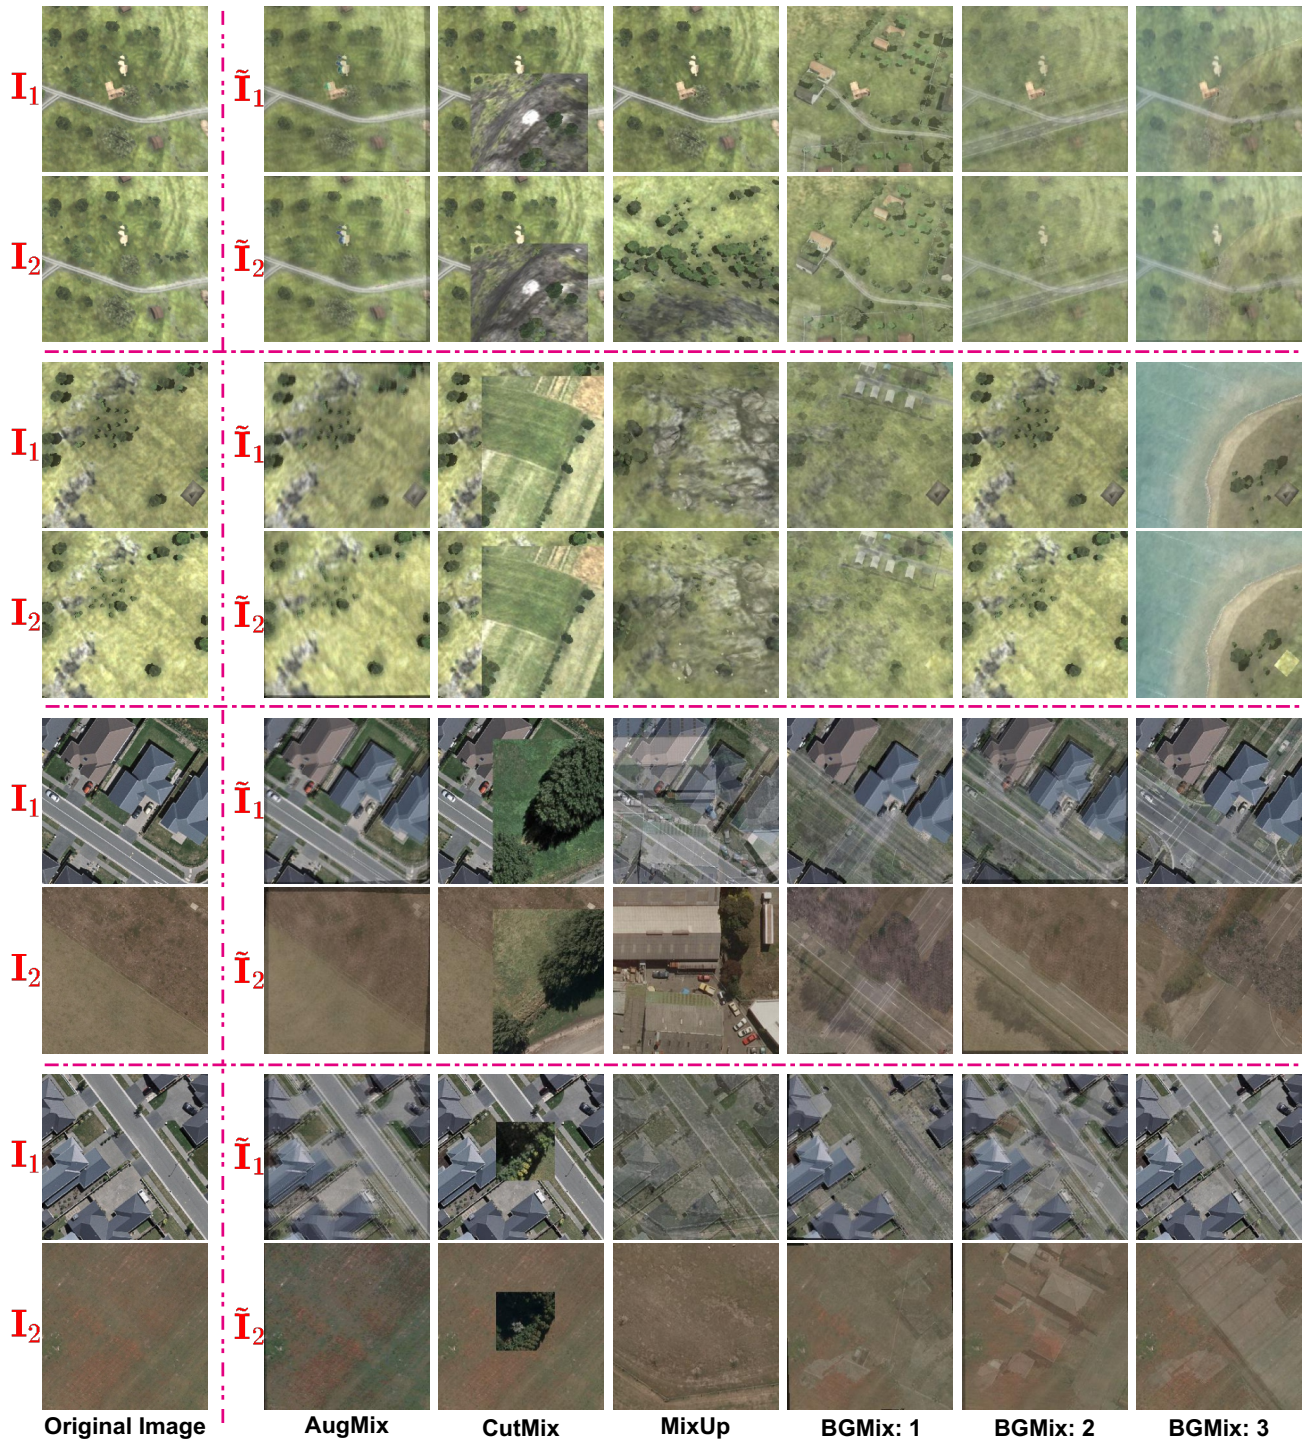 I₁ Ĩ₁
I₂ Ĩ₂
I₁ Ĩ₁
I₂ Ĩ₂
I₁ Ĩ₁
I₂ Ĩ₂
I₁ Ĩ₁
I₂ Ĩ₂
Original Image AugMix CutMix MixUp BGMix: 1 BGMix: 2 BGMix: 3